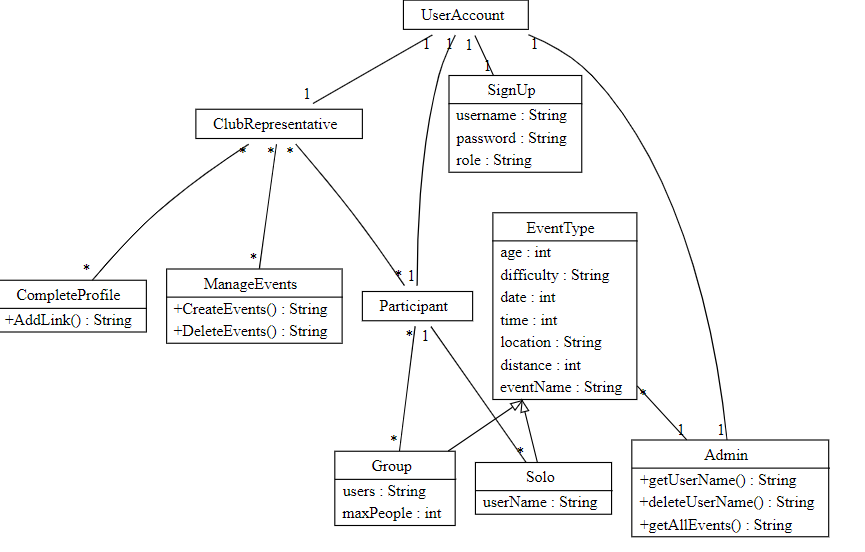 UserAccount
1 1 1 1
1
SignUp
username : String
password : String
role : String
1
ClubRepresentative
* * *
EventType
age : int
difficulty : String
date : int
time : int
location : String
distance : int
eventName : String
*
*
* 1
CompleteProfile
+AddLink() : String
ManageEvents
+CreateEvents() : String
+DeleteEvents() : String
Participant
* 1
*
1 1
*
*
Group
users : String
maxPeople : int
Solo
userName : String
Admin
+getUserName() : String
+deleteUserName() : String
+getAllEvents() : String